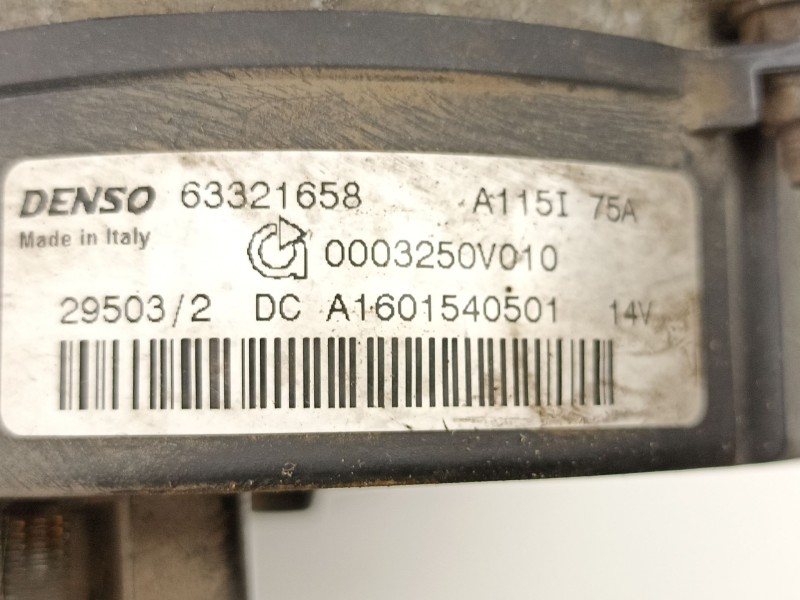 DENSO 63321658 A115I 75A
Made in Italy 0003250V010
29503/2 DC A1601540501 14V